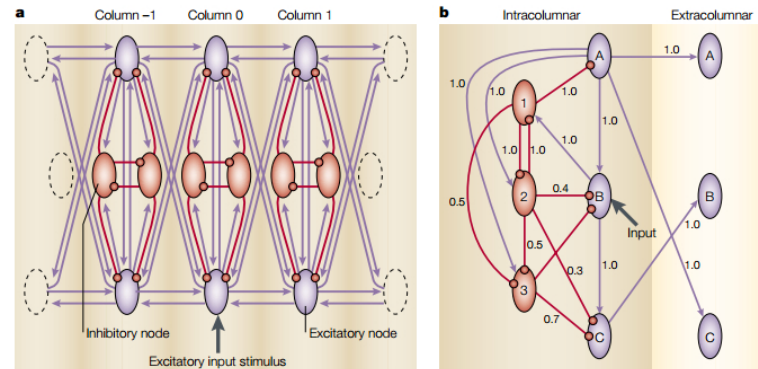 a
Column –1
Column 0
Column 1
Inhibitory node
Excitatory node
Excitatory input stimulus
b
Intracolumnar
Extracolumnar
A
1.0
A
1.0
1.0
1
1.0
1.0
1.0
1.0
1.0
0.5
2
0.4
B
B
Input
1.0
0.5
0.3
1.0
1.0
3
0.7
C
C